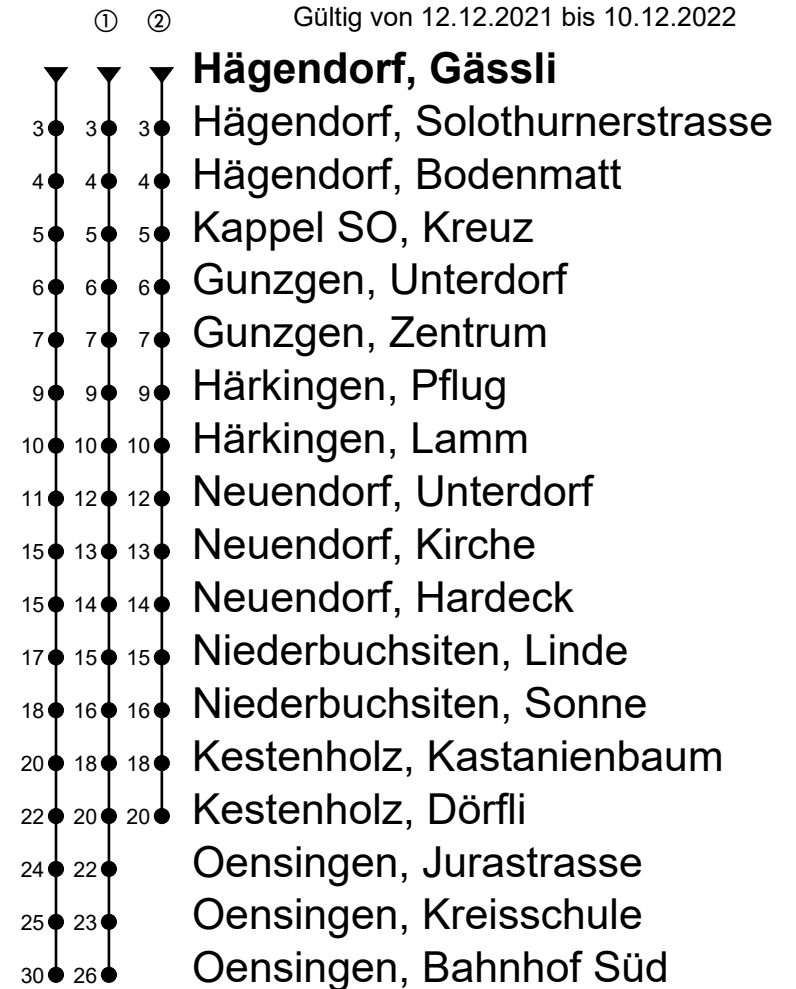 ① ② Gültig von 12.12.2021 bis 10.12.2022
Hägendorf, Gässli
3 3 3 Hägendorf, Solothurnerstrasse
4 4 4 Hägendorf, Bodenmatt
5 5 5 Kappel SO, Kreuz
6 6 6 Gunzgen, Unterdorf
7 7 7 Gunzgen, Zentrum
9 9 9 Härkingen, Pflug
10 10 10 Härkingen, Lamm
11 12 12 Neuendorf, Unterdorf
15 13 13 Neuendorf, Kirche
15 14 14 Neuendorf, Hardeck
17 15 15 Niederbuchsiten, Linde
18 16 16 Niederbuchsiten, Sonne
20 18 18 Kestenholz, Kastanienbaum
22 20 20 Kestenholz, Dörfli
24 22 Oensingen, Jurastrasse
25 23 Oensingen, Kreisschule
30 26 Oensingen, Bahnhof Süd